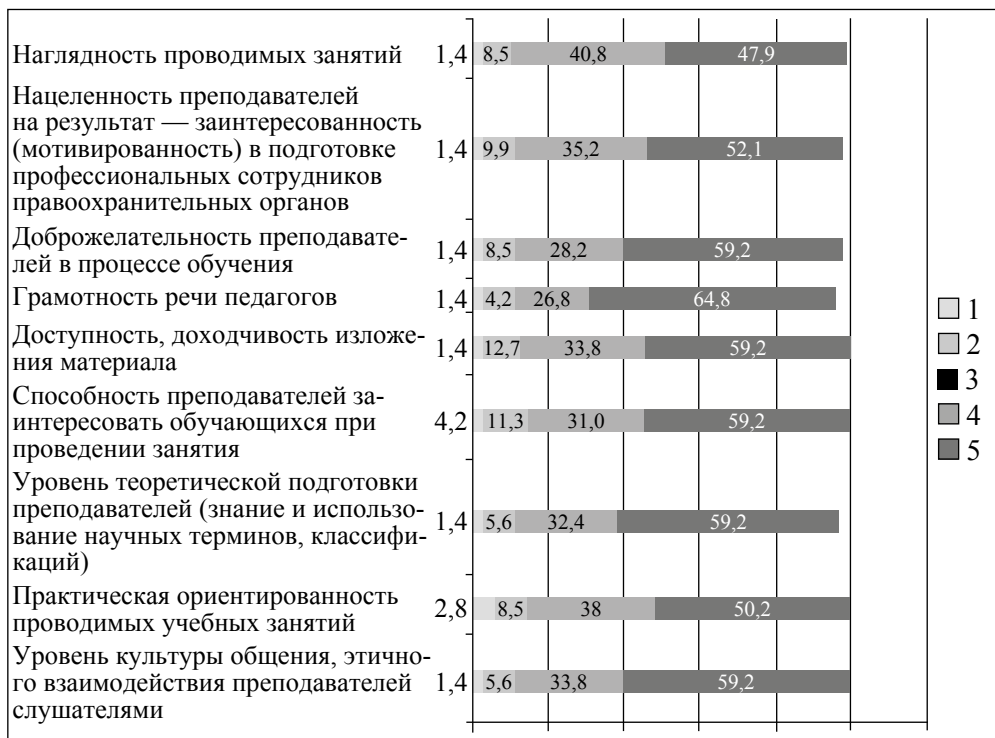 Наглядность проводимых занятий 1,4 8,5 40,8 47,9
Нацеленность преподавателей
на результат — заинтересованность
(мотивированность) в подготовке 1,4 9,9 35,2 52,1
профессиональных сотрудников
правоохранительных органов
Доброжелательность преподавате-
лей в процессе обучения 1,4 8,5 28,2 59,2
Грамотность речи педагогов 1,4 4,2 26,8 64,8
Доступность, доходчивость изложе-
ния материала 1,4 12,7 33,8 59,2
Способность преподавателей за-
интересовать обучающихся при 4,2 11,3 31,0 59,2
проведении занятия
Уровень теоретической подготовки
преподавателей (знание и использо-
вание научных терминов, классифи- 1,4 5,6 32,4 59,2
каций)
Практическая ориентированность
проводимых учебных занятий 2,8 8,5 38 50,2
Уровень культуры общения, этично-
го взаимодействия преподавателей 1,4 5,6 33,8 59,2
слушателями
1
2
3
4
5